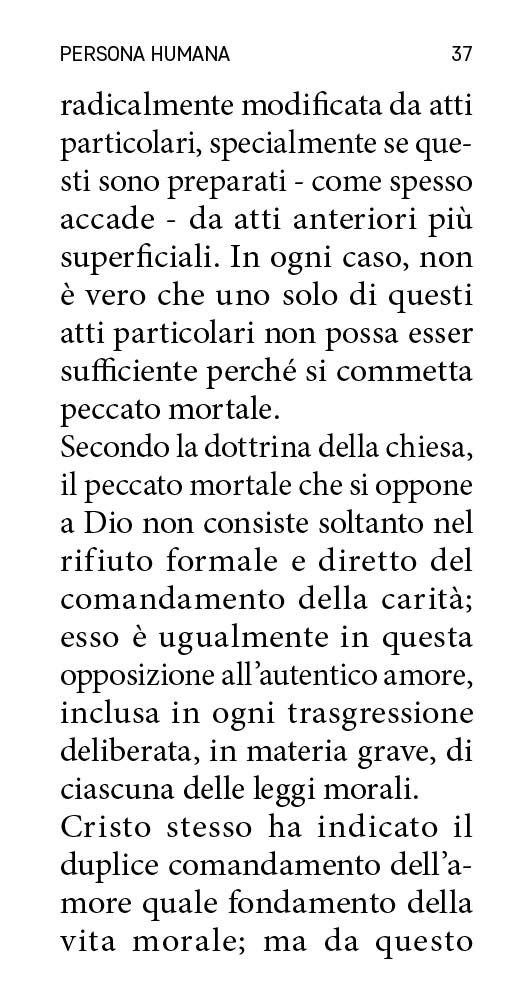 PERSONA HUMANA 37
radicalmente modificata da atti
particolari, specialmente se que-
sti sono preparati - come spesso
accade - da atti anteriori più
superficiali. In ogni caso, non
è vero che uno solo di questi
atti particolari non possa esser
sufficiente perché si commetta
peccato mortale.
Secondo la dottrina della chiesa,
il peccato mortale che si oppone
a Dio non consiste soltanto nel
rifiuto formale e diretto del
comandamento della carità;
esso è ugualmente in questa
opposizione all’autentico amore,
inclusa in ogni trasgressione
deliberata, in materia grave, di
ciascuna delle leggi morali.
Cristo stesso ha indicato il
duplice comandamento dell’a-
more quale fondamento della
vita morale; ma da questo